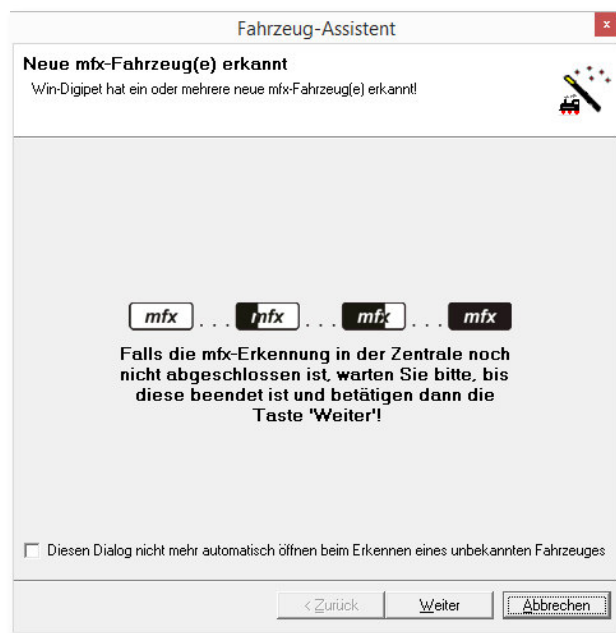 Fahrzeug-Assistent
x
Neue mfx-Fahrzeug(e) erkannt
Win-Digipet hat ein oder mehrere neue mfx-Fahrzeug(e) erkannt!
mfx . . . mfx . . . mfx . . . mfx
Falls die mfx-Erkennung in der Zentrale noch
nicht abgeschlossen ist, warten Sie bitte, bis
diese beendet ist und betätigen dann die
Taste 'Weiter'!
Diesen Dialog nicht mehr automatisch öffnen beim Erkennen eines unbekannten Fahrzeuges
< Zurück Weiter Abbrechen